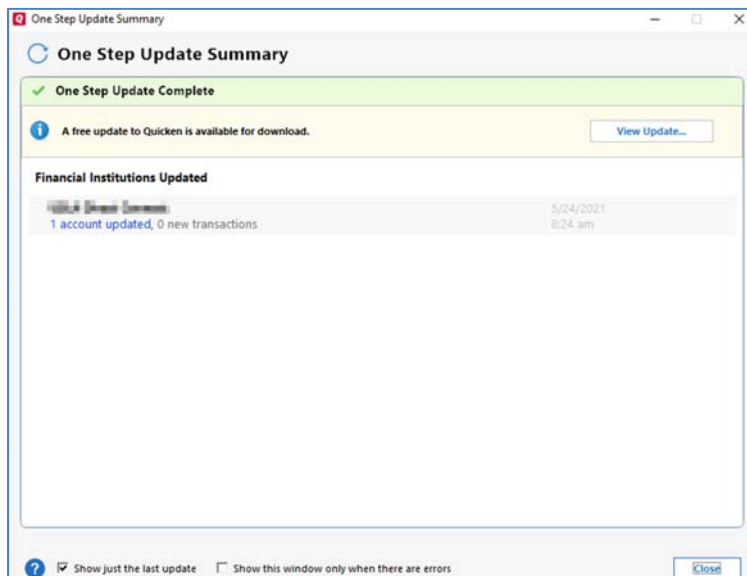 One Step Update Summary
One Step Update Summary
One Step Update Complete
A free update to Quicken is available for download.
View Update...
Financial Institutions Updated
5/24/2021
1 account updated, 0 new transactions
8:24 am
Show just the last update
Show this window only when there are errors
Close